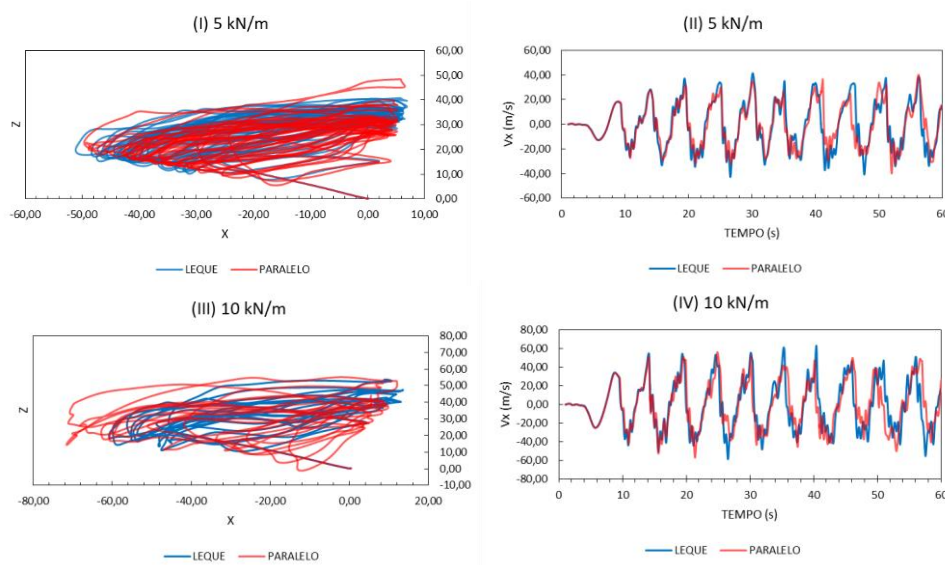 (I) 5 kN/m
60,00
50,00
40,00
30,00
20,00
10,00
0,00
Z
-60,00 -50,00 -40,00 -30,00 -20,00 -10,00 0,00 10,00
X
LEQUE PARALELO
(II) 5 kN/m
60,00
40,00
20,00
0,00
-20,00
-40,00
-60,00
Vx (m/s)
0 10 20 30 40 50 60
TEMPO (s)
LEQUE PARALELO
(III) 10 kN/m
80,00
70,00
60,00
50,00
40,00
30,00
20,00
10,00
0,00
-10,00
Z
-80,00 -60,00 -40,00 -20,00 0,00 20,00
X
LEQUE PARALELO
(IV) 10 kN/m
80,00
60,00
40,00
20,00
0,00
-20,00
-40,00
-60,00
-80,00
Vx (m/s)
0 10 20 30 40 50 60
TEMPO (s)
LEQUE PARALELO